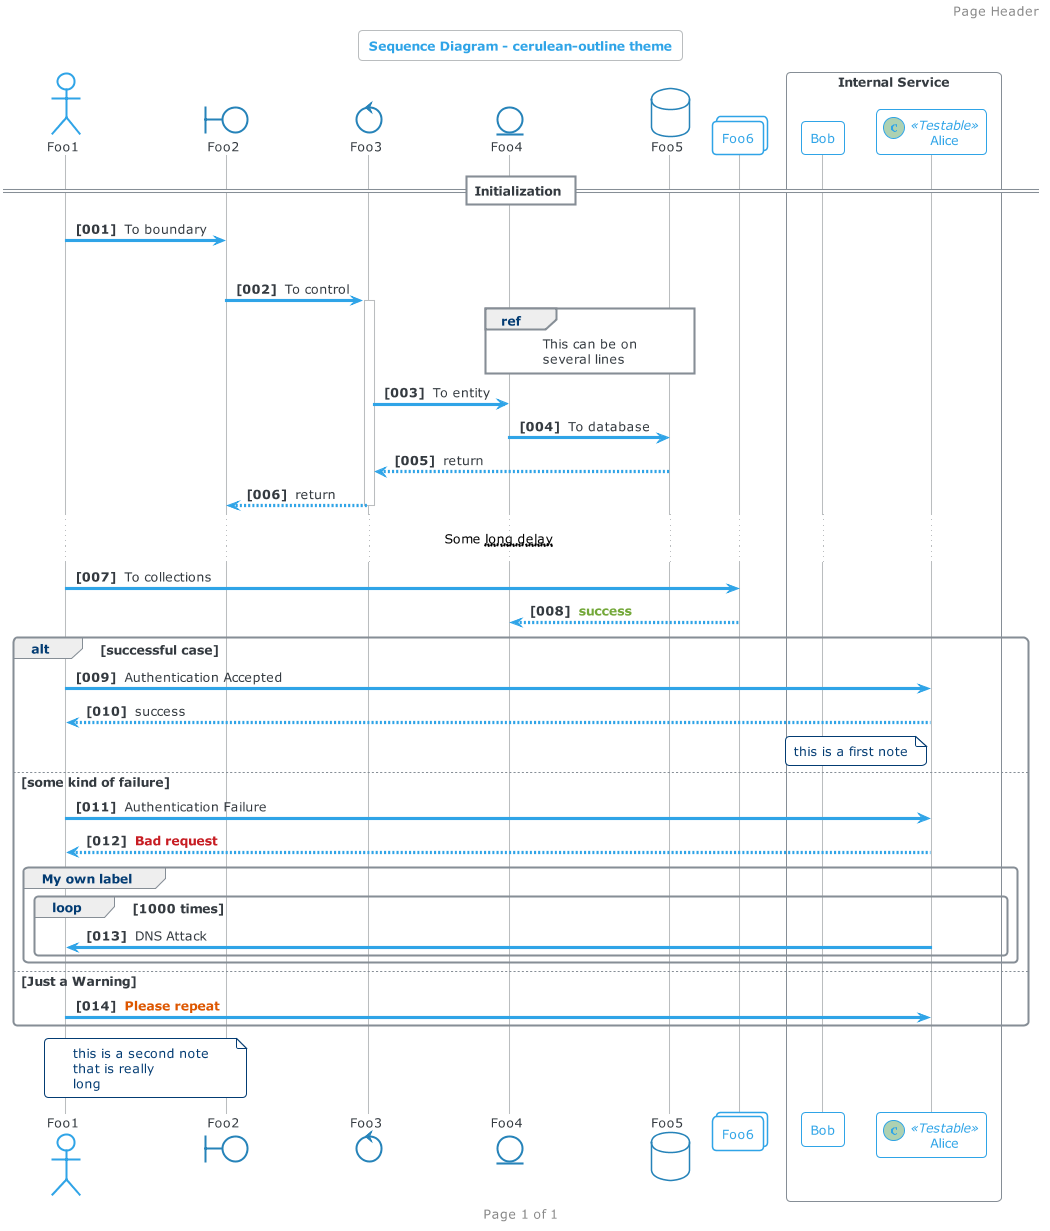 Page Header
Sequence Diagram - cerulean-outline theme
Internal Service
Foo1
Foo2
Foo3
Foo4
Foo5
Foo6
Bob
C
«Testable»
Alice
Initialization
[001] To boundary
[002] To control
ref
This can be on
several lines
[003] To entity
[004] To database
[005] return
[006] return
Some long delay
[007] To collections
[008] success
alt
[successful case]
[009] Authentication Accepted
[010] success
this is a first note
[some kind of failure]
[011] Authentication Failure
[012] Bad request
My own label
loop
[1000 times]
[013] DNS Attack
[Just a Warning]
[014] Please repeat
this is a second note
that is really
long
Foo1
Foo2
Foo3
Foo4
Foo5
Foo6
Bob
C
«Testable»
Alice
Page 1 of 1